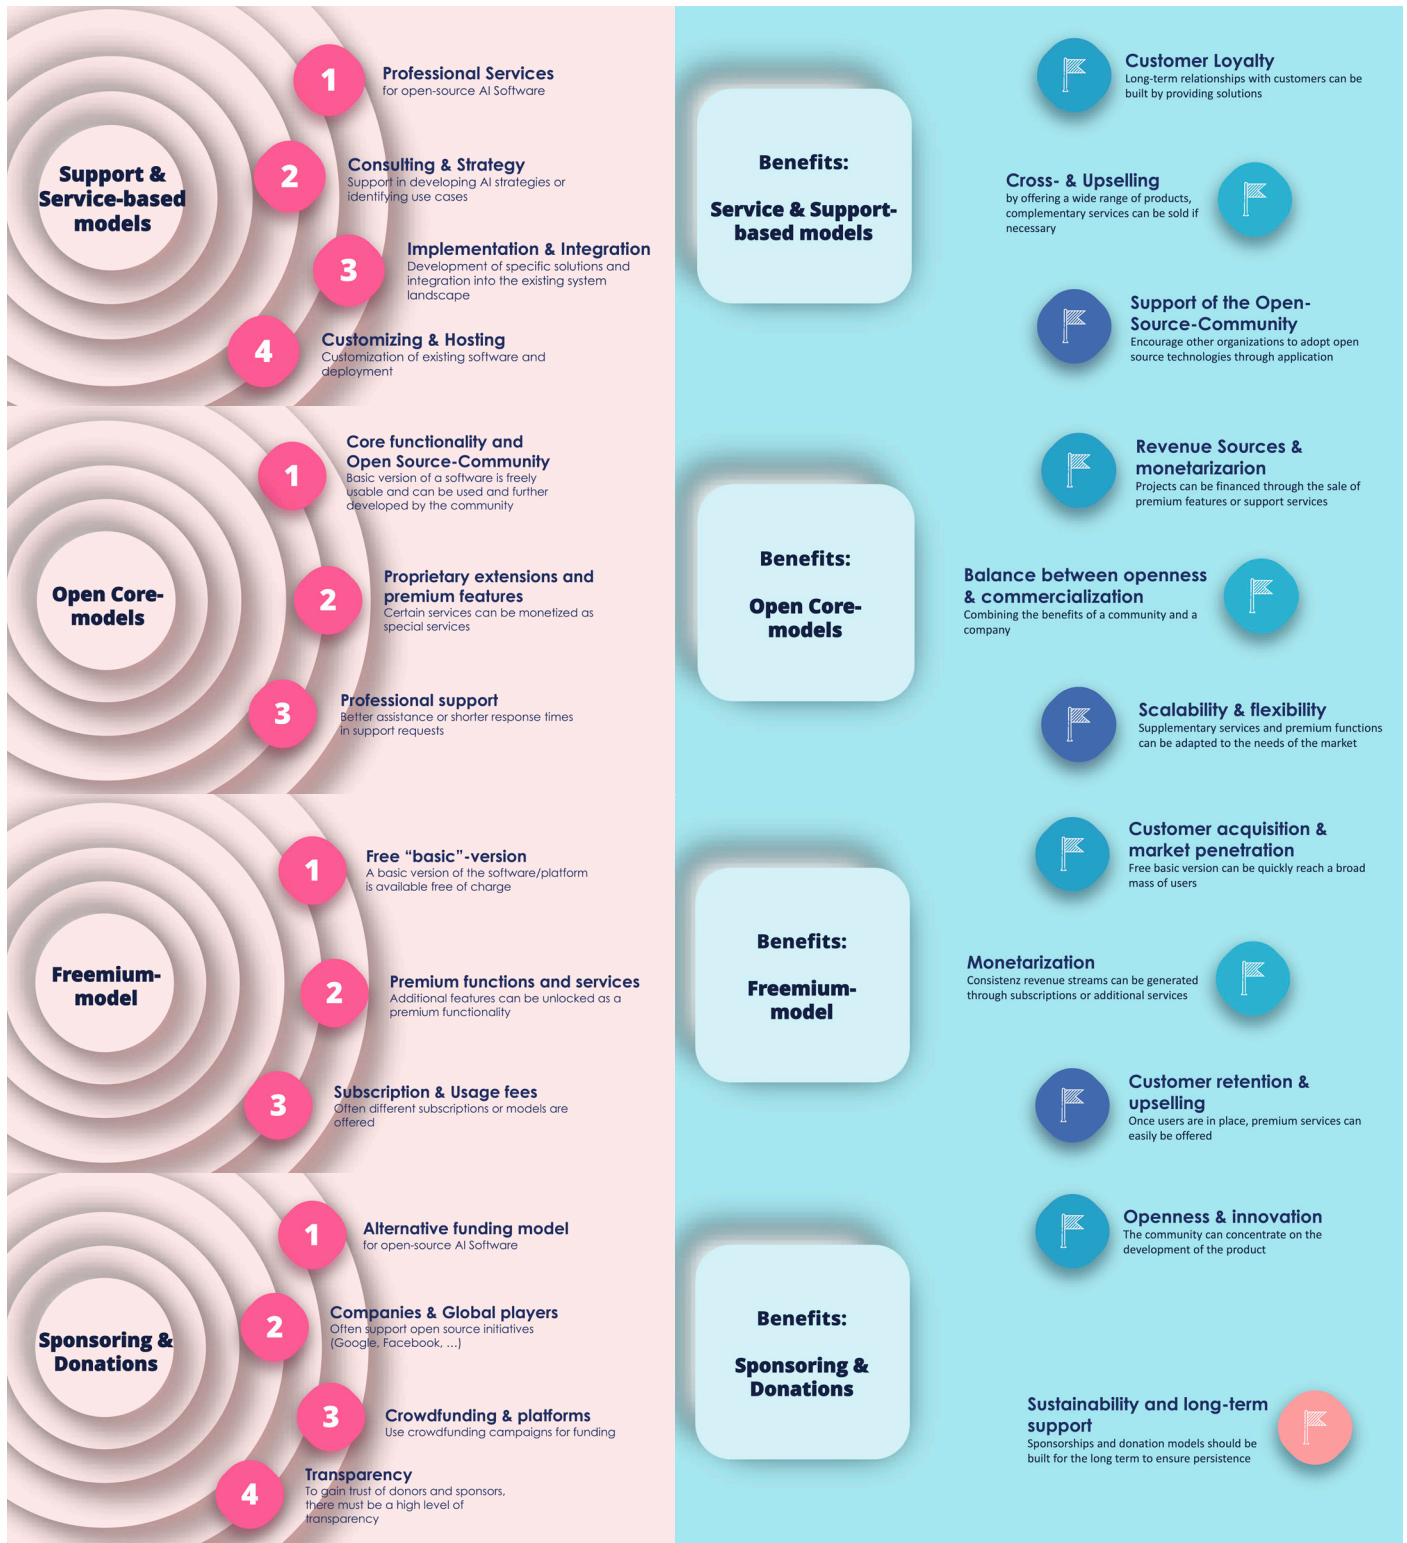 1
Professional Services
for open-source AI Software
Support &
Service-based
models
2
Consulting & Strategy
Support in developing AI strategies or
identifying use cases
3
Implementation & Integration
Development of specific solutions and
integration into the existing system
landscape
4
Customizing & Hosting
Customization of existing software and
deployment
Benefits:
Service & Support-
based models
Customer Loyalty
Long-term relationships with customers can be
built by providing solutions
Cross- & Upselling
by offering a wide range of products,
complementary services can be sold if
necessary
Support of the Open-
Source-Community
Encourage other organizations to adopt open
source technologies through application
Open Core-
models
1
Core functionality and
Open Source-Community
Basic version of a software is freely
usable and can be used and further
developed by the community
2
Proprietary extensions and
premium features
Certain services can be monetized as
special services
3
Professional support
Better assistance or shorter response times
in support requests
Benefits:
Open Core-
models
Revenue Sources &
monetarizarion
Projects can be financed through the sale of
premium features or support services
Balance between openness
& commercialization
Combining the benefits of a community and a
company
Scalability & flexibility
Supplementary services and premium functions
can be adapted to the needs of the market
Freemium-
model
1
Free “basic”-version
A basic version of the software/platform
is available free of charge
2
Premium functions and services
Additional features can be unlocked as a
premium functionality
3
Subscription & Usage fees
Often different subscriptions or models are
offered
Benefits:
Freemium-
model
Customer acquisition &
market penetration
Free basic version can be quickly reach a broad
mass of users
Monetarization
Consistenz revenue streams can be generated
through subscriptions or additional services
Customer retention &
upselling
Once users are in place, premium services can
easily be offered
Sponsoring &
Donations
1
Alternative funding model
for open-source AI Software
2
Companies & Global players
Often support open source initiatives
(Google, Facebook, ...)
3
Crowdfunding & platforms
Use crowdfunding campaigns for funding
4
Transparency
To gain trust of donors and sponsors,
there must be a high level of
transparency
Benefits:
Sponsoring &
Donations
Openness & innovation
The community can concentrate on the
development of the product
Sustainability and long-term
support
Sponsorships and donation models should be
built for the long term to ensure persistence